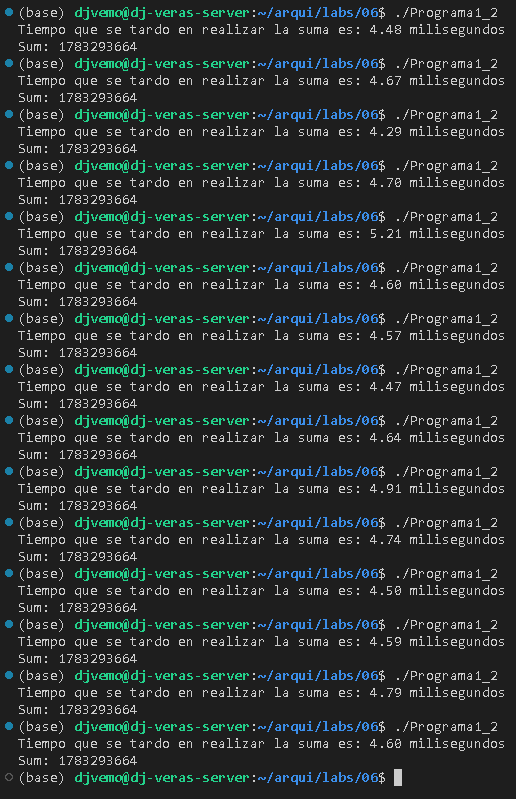 (base) djvemo@dj-veras-server:~/arqui/labs/06$ ./Programa1_2
Tiempo que se tardo en realizar la suma es: 4.48 milisegundos
Sum: 1783293664
(base) djvemo@dj-veras-server:~/arqui/labs/06$ ./Programa1_2
Tiempo que se tardo en realizar la suma es: 4.67 milisegundos
Sum: 1783293664
(base) djvemo@dj-veras-server:~/arqui/labs/06$ ./Programa1_2
Tiempo que se tardo en realizar la suma es: 4.29 milisegundos
Sum: 1783293664
(base) djvemo@dj-veras-server:~/arqui/labs/06$ ./Programa1_2
Tiempo que se tardo en realizar la suma es: 4.70 milisegundos
Sum: 1783293664
(base) djvemo@dj-veras-server:~/arqui/labs/06$ ./Programa1_2
Tiempo que se tardo en realizar la suma es: 5.21 milisegundos
Sum: 1783293664
(base) djvemo@dj-veras-server:~/arqui/labs/06$ ./Programa1_2
Tiempo que se tardo en realizar la suma es: 4.60 milisegundos
Sum: 1783293664
(base) djvemo@dj-veras-server:~/arqui/labs/06$ ./Programa1_2
Tiempo que se tardo en realizar la suma es: 4.57 milisegundos
Sum: 1783293664
(base) djvemo@dj-veras-server:~/arqui/labs/06$ ./Programa1_2
Tiempo que se tardo en realizar la suma es: 4.47 milisegundos
Sum: 1783293664
(base) djvemo@dj-veras-server:~/arqui/labs/06$ ./Programa1_2
Tiempo que se tardo en realizar la suma es: 4.64 milisegundos
Sum: 1783293664
(base) djvemo@dj-veras-server:~/arqui/labs/06$ ./Programa1_2
Tiempo que se tardo en realizar la suma es: 4.91 milisegundos
Sum: 1783293664
(base) djvemo@dj-veras-server:~/arqui/labs/06$ ./Programa1_2
Tiempo que se tardo en realizar la suma es: 4.74 milisegundos
Sum: 1783293664
(base) djvemo@dj-veras-server:~/arqui/labs/06$ ./Programa1_2
Tiempo que se tardo en realizar la suma es: 4.50 milisegundos
Sum: 1783293664
(base) djvemo@dj-veras-server:~/arqui/labs/06$ ./Programa1_2
Tiempo que se tardo en realizar la suma es: 4.59 milisegundos
Sum: 1783293664
(base) djvemo@dj-veras-server:~/arqui/labs/06$ ./Programa1_2
Tiempo que se tardo en realizar la suma es: 4.79 milisegundos
Sum: 1783293664
(base) djvemo@dj-veras-server:~/arqui/labs/06$ ./Programa1_2
Tiempo que se tardo en realizar la suma es: 4.60 milisegundos
Sum: 1783293664
(base) djvemo@dj-veras-server:~/arqui/labs/06$